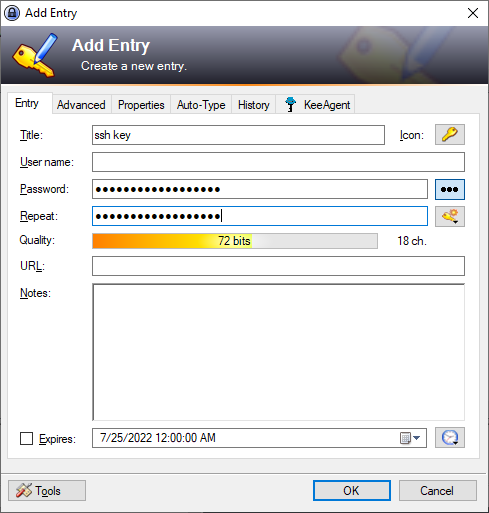 Add Entry
Add Entry
Create a new entry.
Entry Advanced Properties Auto-Type History KeeAgent
Title: ssh key Icon:
User name:
Password: ●●●●●●●●●●●●●●●●●● •••
Repeat: ●●●●●●●●●●●●●●●●●●
Quality: 72 bits 18 ch.
URL:
Notes:
Expires: 7/25/2022 12:00:00 AM
Tools OK Cancel